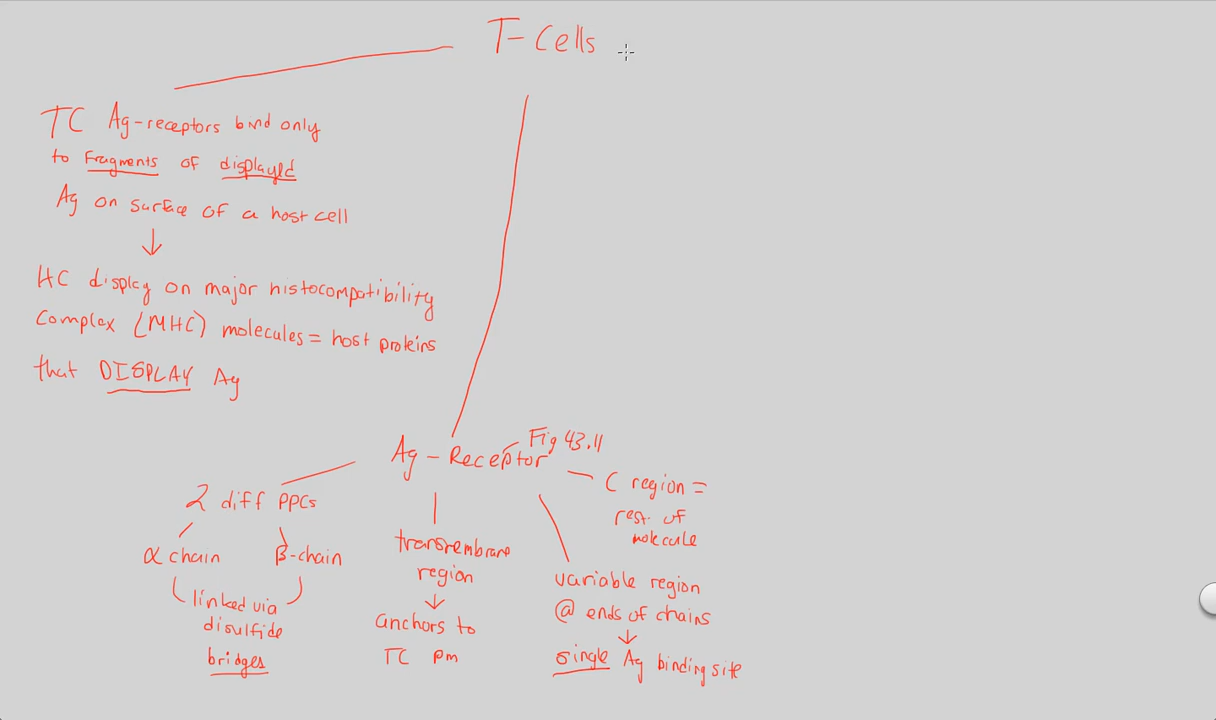 T-Cells
TC Ag-receptors bind only
to fragments of displayed
Ag on surface of a host cell
↓
HC display on major histocompatibility
Complex (MHC) molecules = host proteins
that DISPLAY Ag
Fig 43.11
Ag-Receptor
2 diff PPCs
α chain β-chain
linked via
disulfide
bridges
transmembrane
region
↓
anchors to
TC pm
variable region
@ ends of chains
↓
single Ag binding site
C region =
rest of
molecule